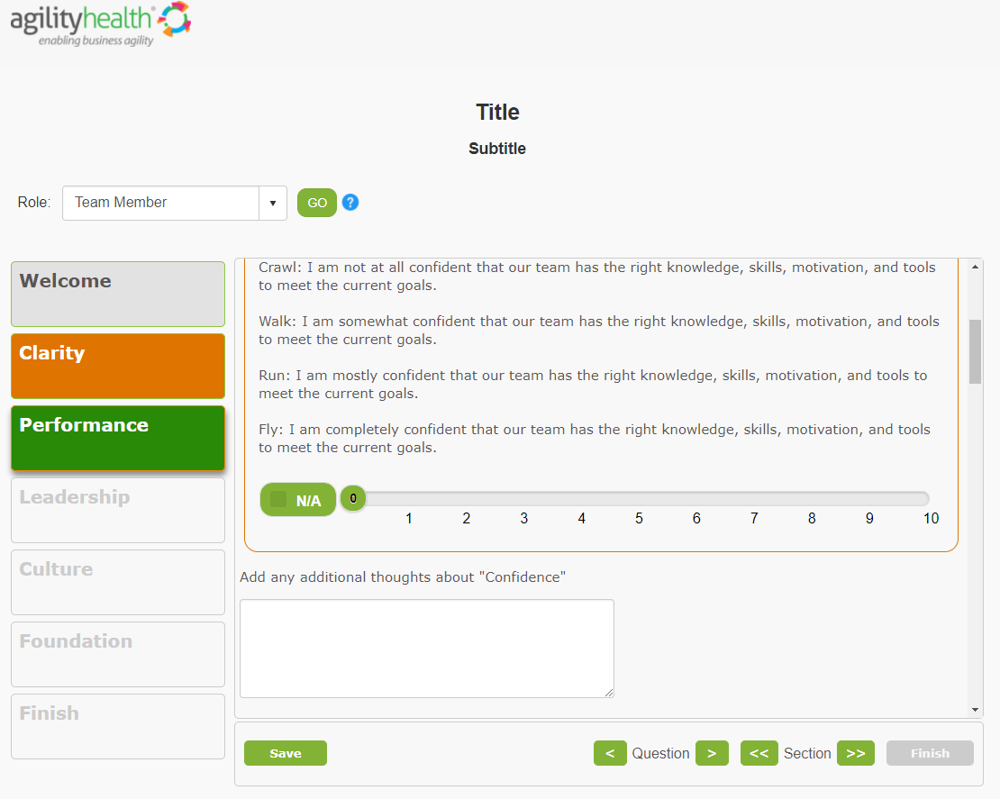 agilityhealth®
enabling business agility
Title
Subtitle
Role: Team Member ▼ GO ?
Welcome
Clarity
Performance
Leadership
Culture
Foundation
Finish
Crawl: I am not at all confident that our team has the right knowledge, skills, motivation, and tools
to meet the current goals.
Walk: I am somewhat confident that our team has the right knowledge, skills, motivation, and tools
to meet the current goals.
Run: I am mostly confident that our team has the right knowledge, skills, motivation, and tools to
meet the current goals.
Fly: I am completely confident that our team has the right knowledge, skills, motivation, and tools
to meet the current goals.
N/A 0
1 2 3 4 5 6 7 8 9 10
Add any additional thoughts about "Confidence"
Save < Question > << Section >> Finish